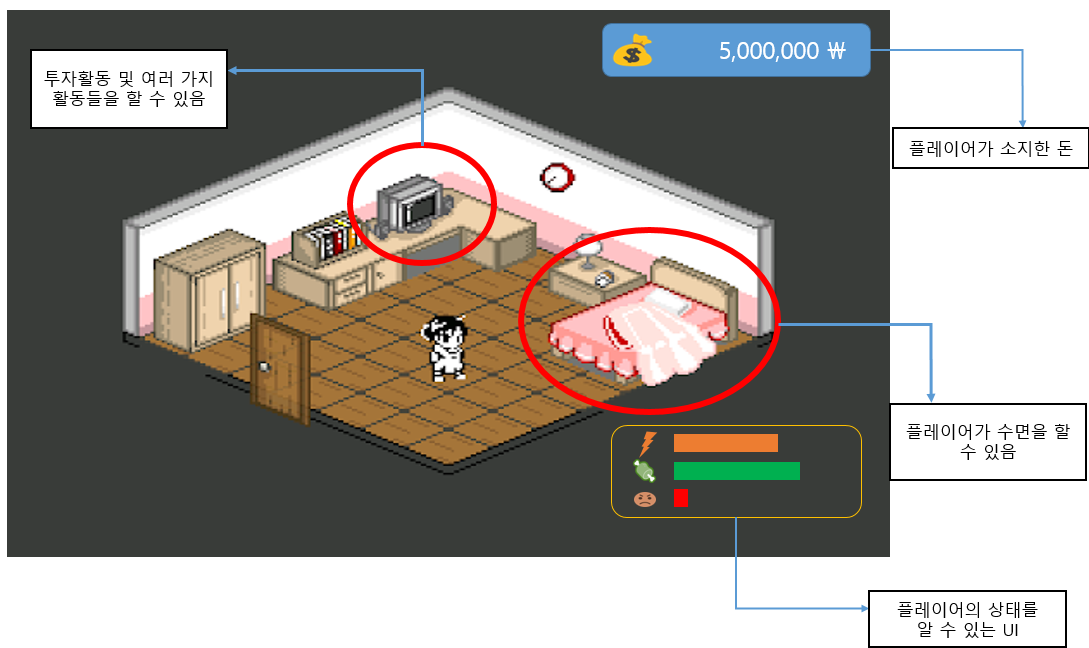 5,000,000 ₩
투자활동 및 여러 가지
활동들을 할 수 있음
플레이어가 소지한 돈
플레이어가 수면을 할
수 있음
플레이어의 상태를
알 수 있는 UI